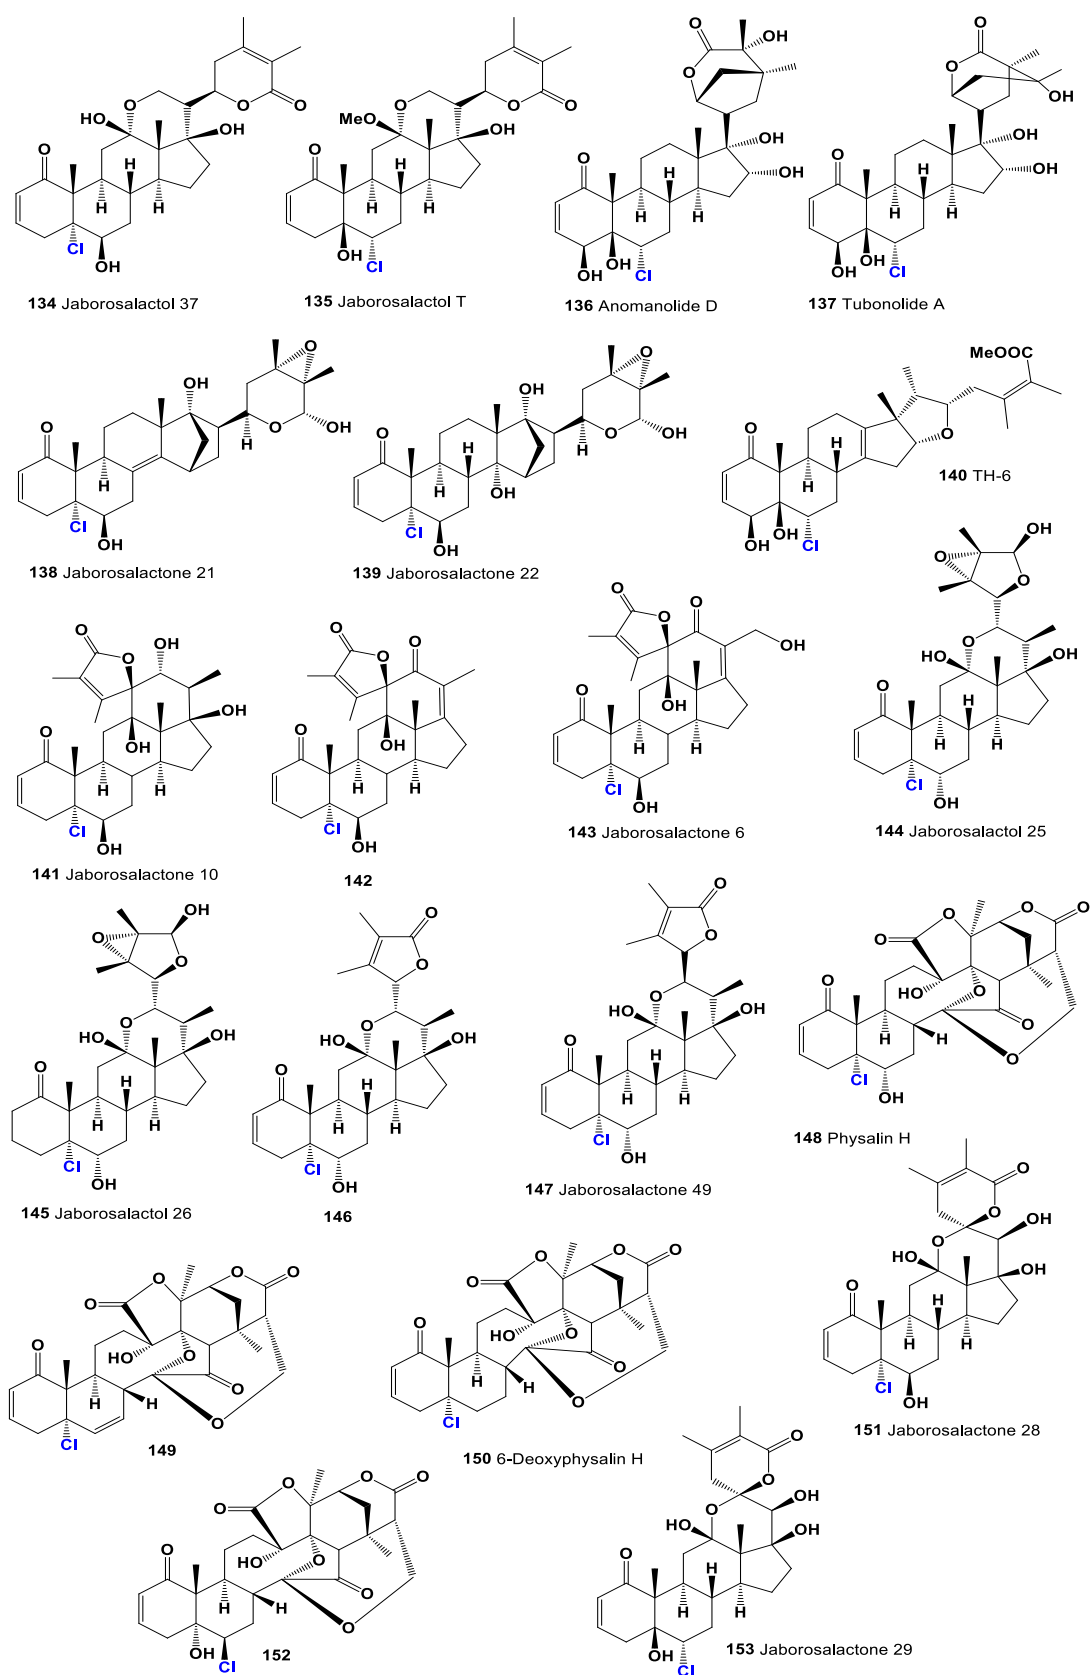 134 Jaborosalactol 37
135 Jaborosalactol T
136 Anomanolide D
137 Tubonolide A
138 Jaborosalactone 21
139 Jaborosalactone 22
MeOOC
140 TH-6
141 Jaborosalactone 10
142
143 Jaborosalactone 6
144 Jaborosalactol 25
145 Jaborosalactol 26
146
147 Jaborosalactone 49
148 Physalin H
149
150 6-Deoxyphysalin H
151 Jaborosalactone 28
152
153 Jaborosalactone 29